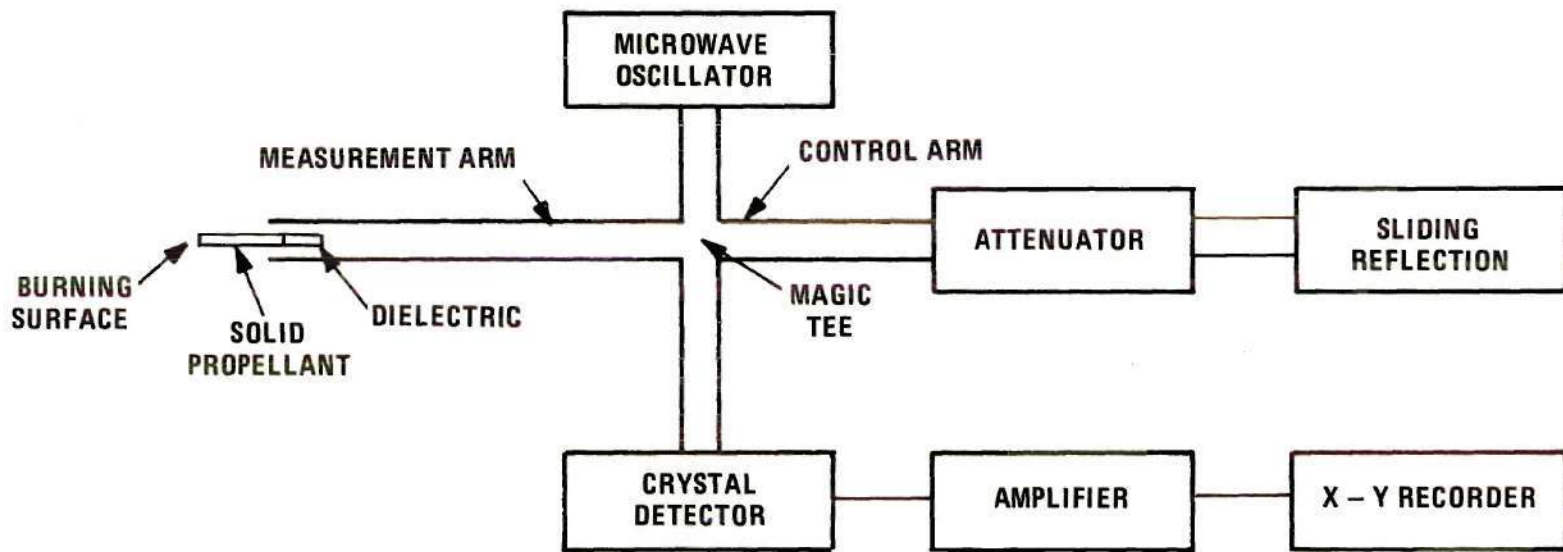 MICROWAVE
OSCILLATOR
MEASUREMENT ARM
CONTROL ARM
ATTENUATOR
SLIDING
REFLECTION
BURNING
SURFACE
SOLID
PROPELLANT
DIELECTRIC
MAGIC
TEE
CRYSTAL
DETECTOR
AMPLIFIER
X – Y RECORDER